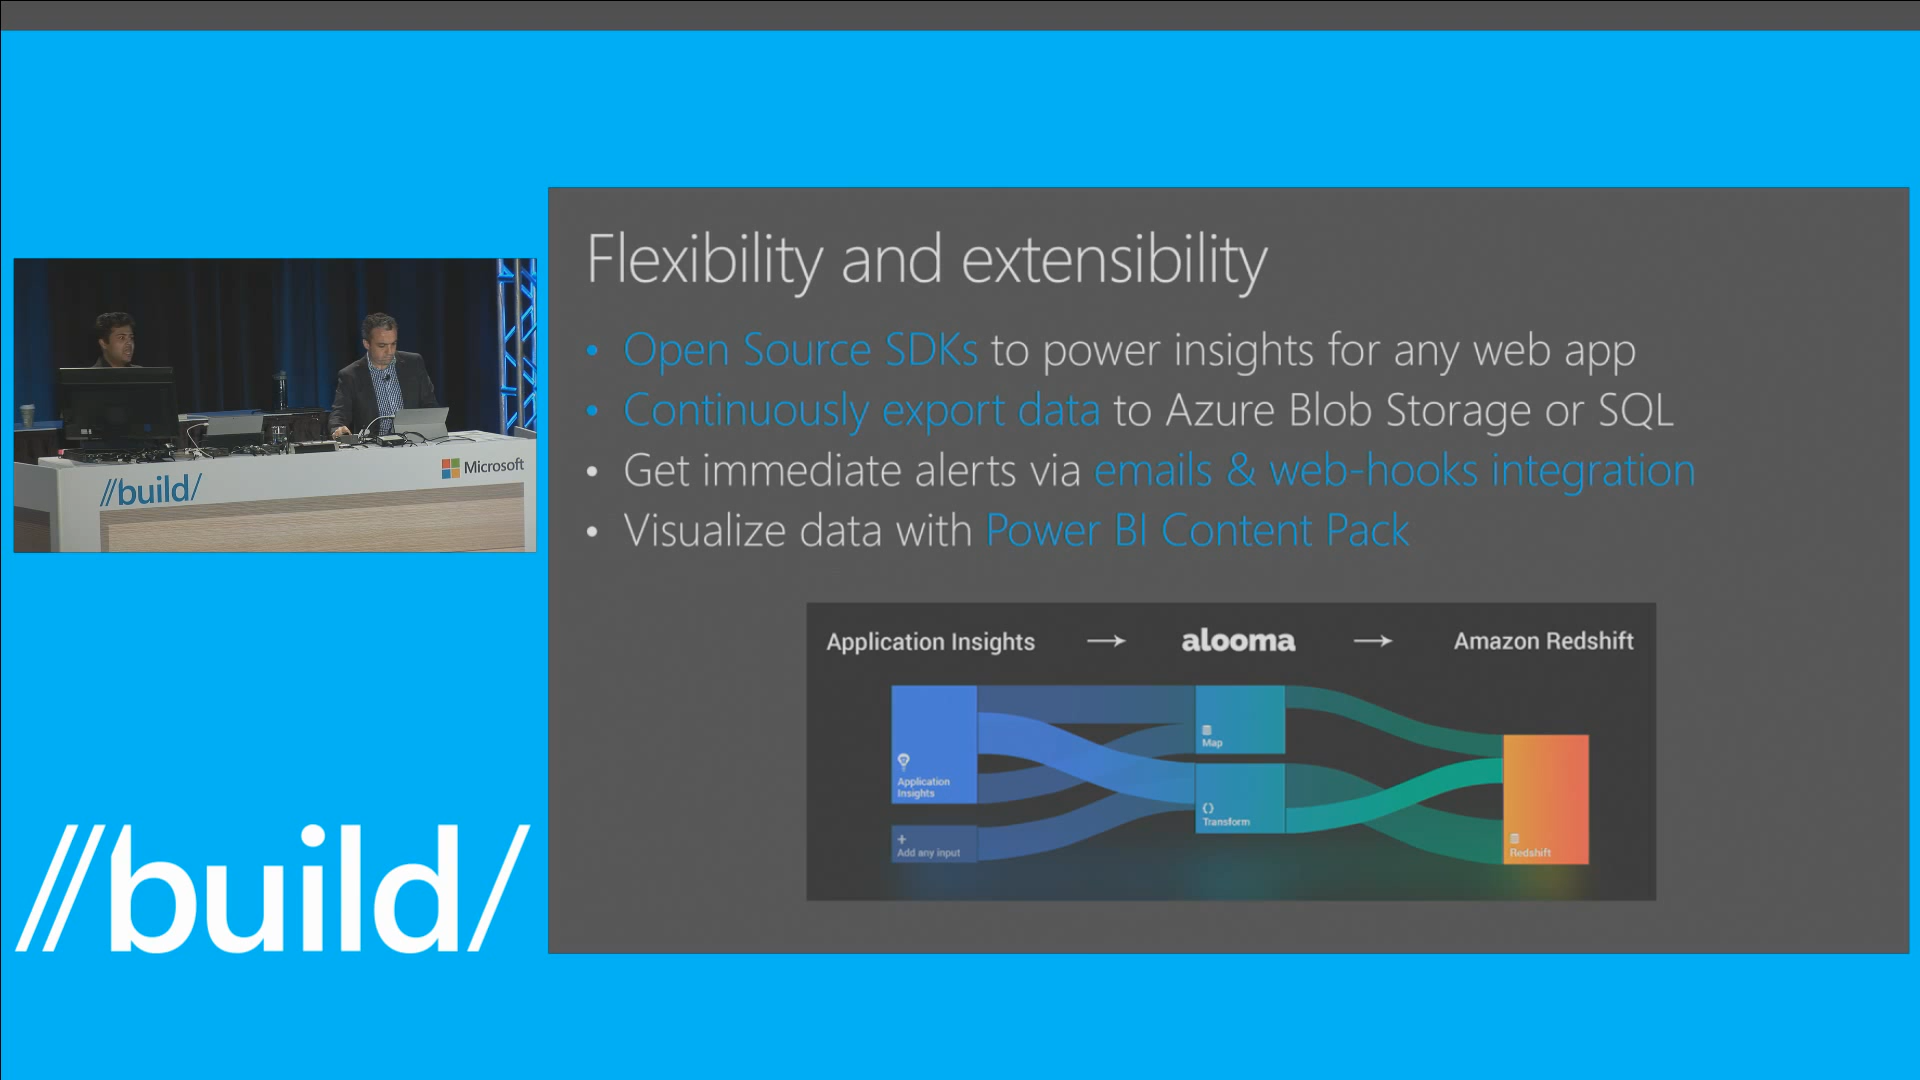 Flexibility and extensibility
• Open Source SDKs to power insights for any web app
• Continuously export data to Azure Blob Storage or SQL
• Get immediate alerts via emails & web-hooks integration
• Visualize data with Power BI Content Pack
Application Insights → alooma → Amazon Redshift
Map
Application
Insights
{} Transform
+
Add any input
Redshift
//build/
Microsoft
//build/